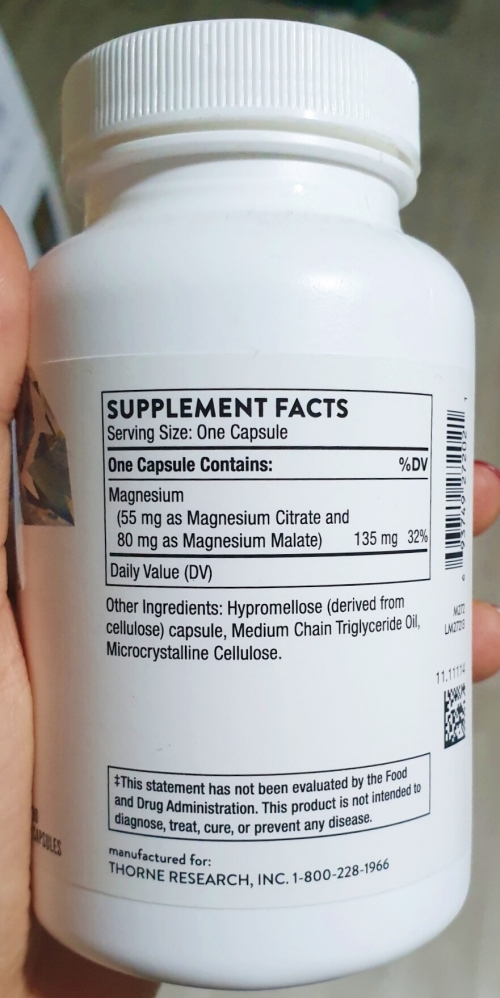 SUPPLEMENT FACTS
Serving Size: One Capsule
One Capsule Contains: %DV
Magnesium
(55 mg as Magnesium Citrate and
80 mg as Magnesium Malate) 135 mg 32%
Daily Value (DV)
Other Ingredients: Hypromellose (derived from
cellulose) capsule, Medium Chain Triglyceride Oil,
Microcrystalline Cellulose.
‡This statement has not been evaluated by the Food
and Drug Administration. This product is not intended to
diagnose, treat, cure, or prevent any disease.
manufactured for:
THORNE RESEARCH, INC. 1-800-228-1966
CAPSULES
M272